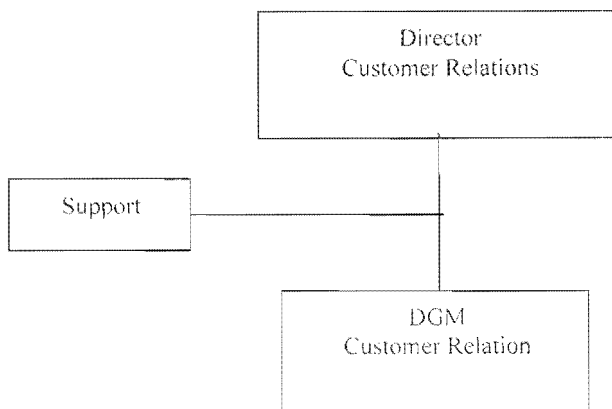 Director
Customer Relations
Support
DGM
Customer Relation